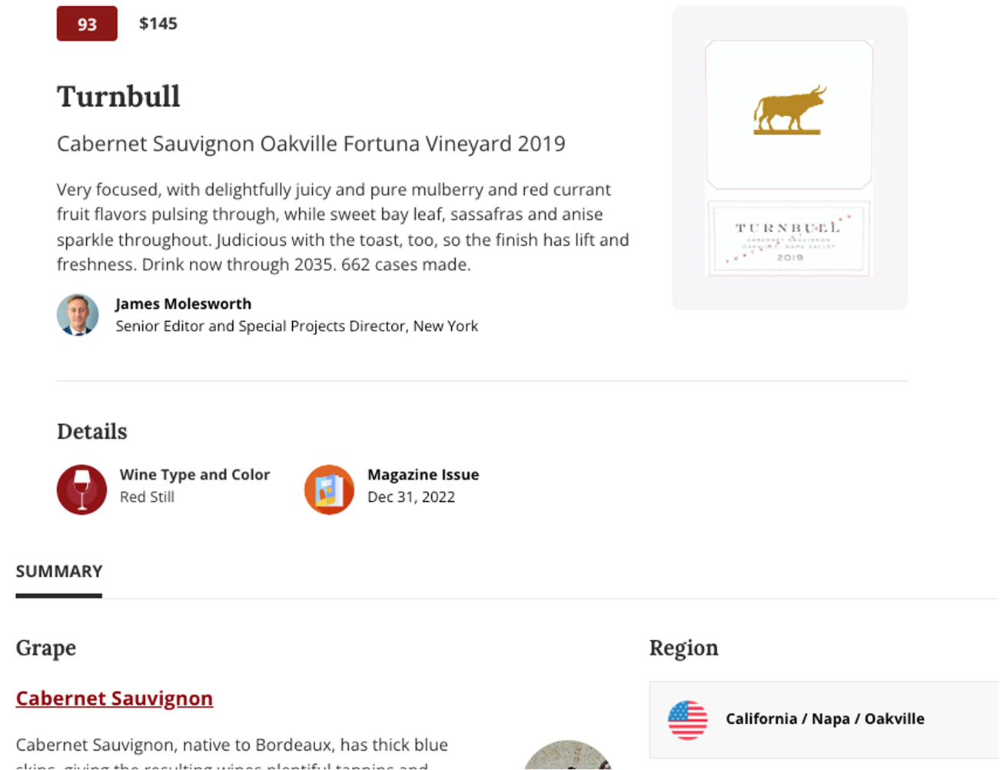 93 $145
Turnbull
Cabernet Sauvignon Oakville Fortuna Vineyard 2019
Very focused, with delightfully juicy and pure mulberry and red currant
fruit flavors pulsing through, while sweet bay leaf, sassafras and anise
sparkle throughout. Judicious with the toast, too, so the finish has lift and
freshness. Drink now through 2035. 662 cases made.
James Molesworth
Senior Editor and Special Projects Director, New York
TURNBULL
CABERNET SAUVIGNON
OAKVILLE, NAPA VALLEY
2019
Details
Wine Type and Color
Red Still
Magazine Issue
Dec 31, 2022
SUMMARY
Grape
Cabernet Sauvignon
Cabernet Sauvignon, native to Bordeaux, has thick blue
skins, giving the resulting wines plentiful tannins and
Region
California / Napa / Oakville